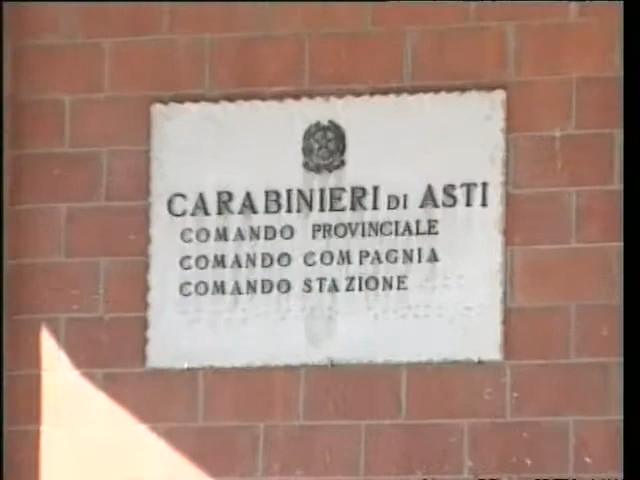 CARABINIERI DI ASTI
COMANDO PROVINCIALE
COMANDO COMPAGNIA
COMANDO STAZIONE